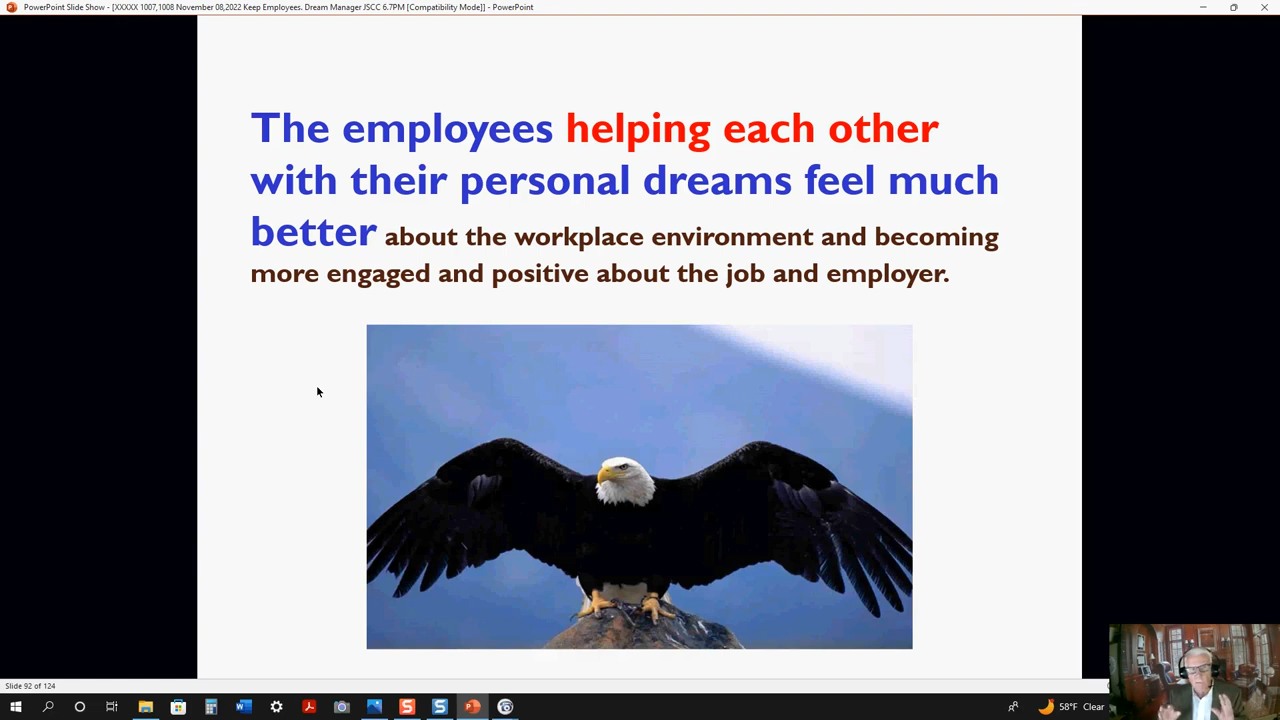 PowerPoint Slide Show - [XXXXX 1007,1008 November 08,2022 Keep Employees. Dream Manager JSCC 6.7PM [Compatibility Mode]] - PowerPoint
The employees helping each other
with their personal dreams feel much
better about the workplace environment and becoming
more engaged and positive about the job and employer.
Slide 92 of 124
58°F Clear